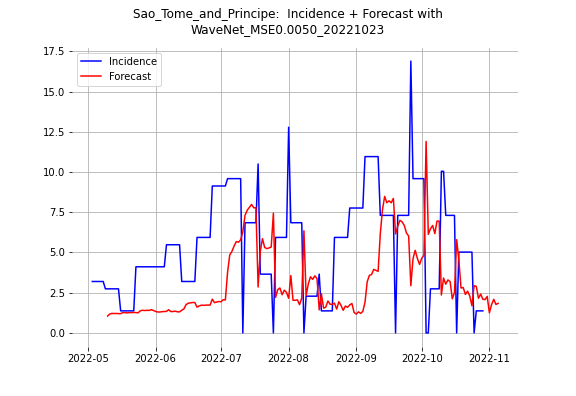 Sao_Tome_and_Principe:  Incidence + Forecast with
WaveNet_MSE0.0050_20221023
Incidence
Forecast
17.5
15.0
12.5
10.0
7.5
5.0
2.5
0.0
2022-05 2022-06 2022-07 2022-08 2022-09 2022-10 2022-11